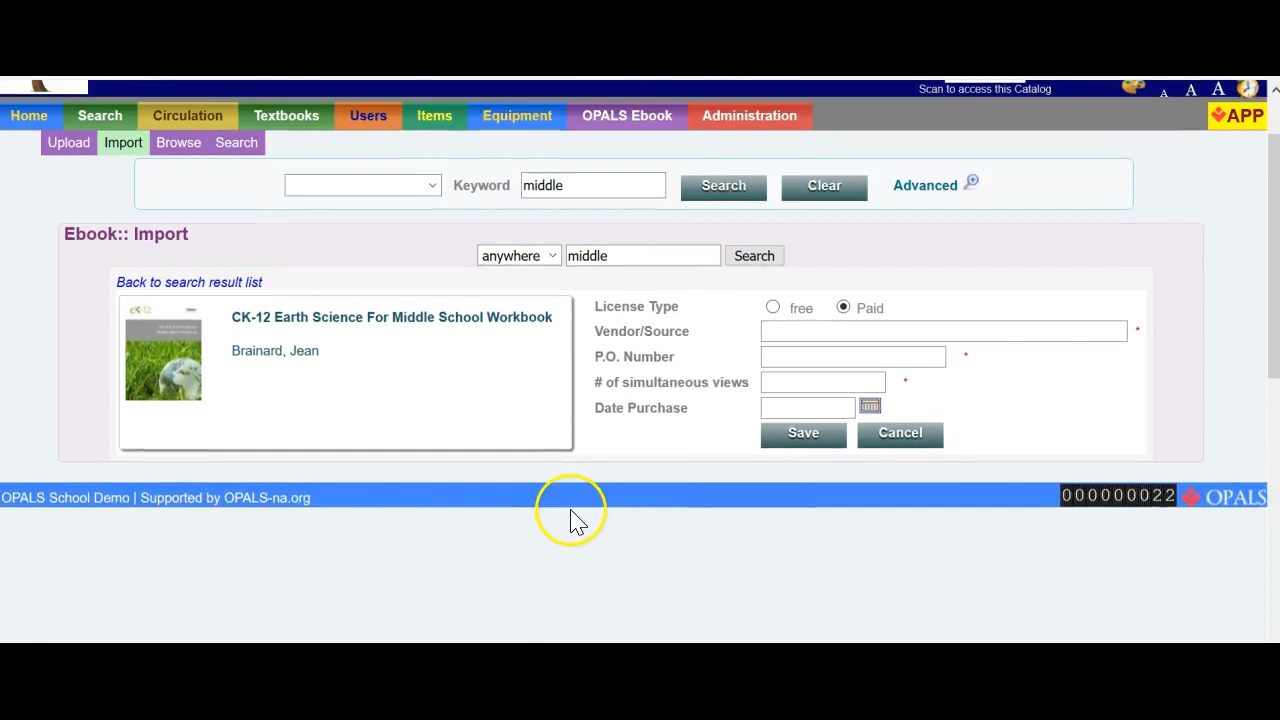 Scan to access this Catalog A A A
Home Search Circulation Textbooks Users Items Equipment OPALS Ebook Administration APP
Upload Import Browse Search
Keyword middle Search Clear Advanced
Ebook:: Import
anywhere middle Search
Back to search result list
CK-12 Earth Science For Middle School Workbook
Brainard, Jean
License Type free Paid
Vendor/Source *
P.O. Number *
# of simultaneous views *
Date Purchase
Save Cancel
OPALS School Demo | Supported by OPALS-na.org 000000022 OPALS